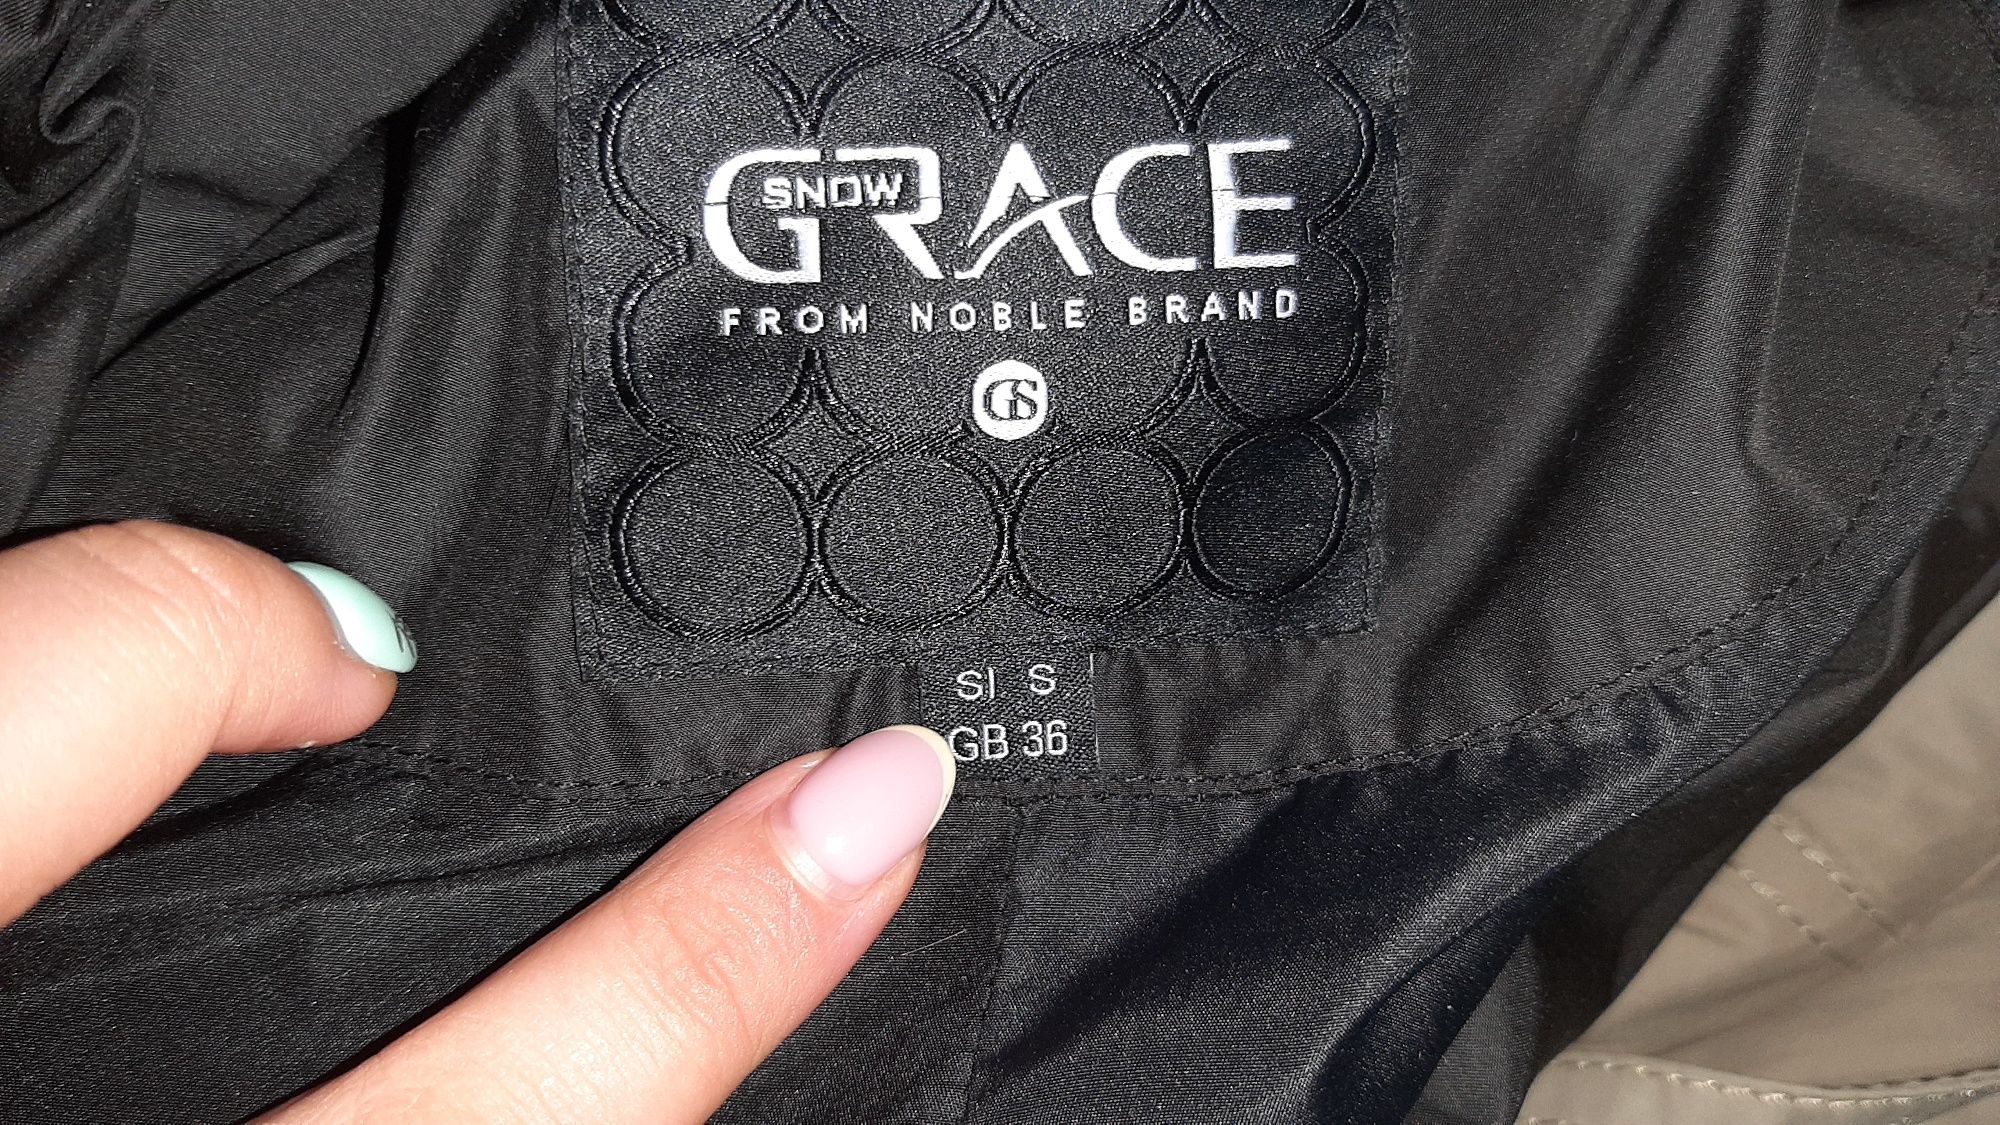 SNOW
GRACE
FROM NOBLE BRAND
GS
SI S
GB 36